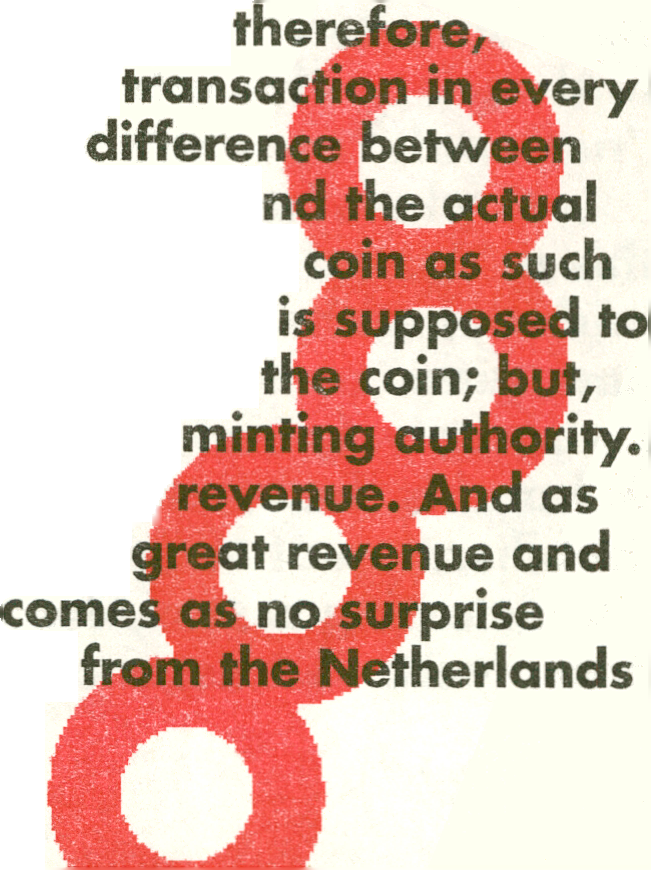 therefore,
transaction in every
difference between
nd the actual
coin as such
is supposed to
the coin; but,
minting authority.
revenue. And as
great revenue and
comes as no surprise
from the Netherlands